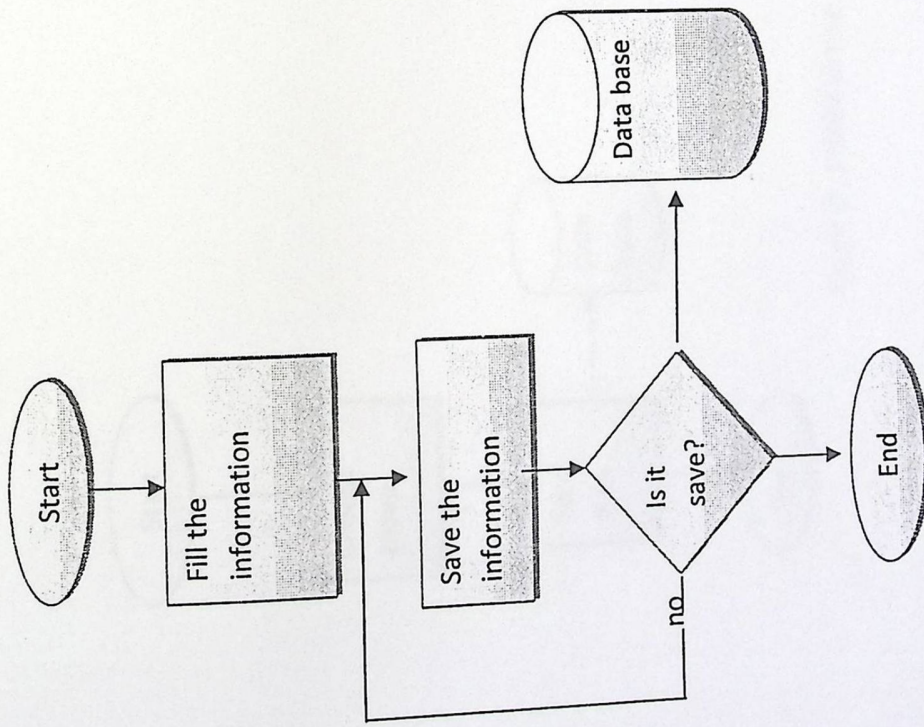 Start
Fill the
information
Save the
information
Is it
save?
no
Data base
End